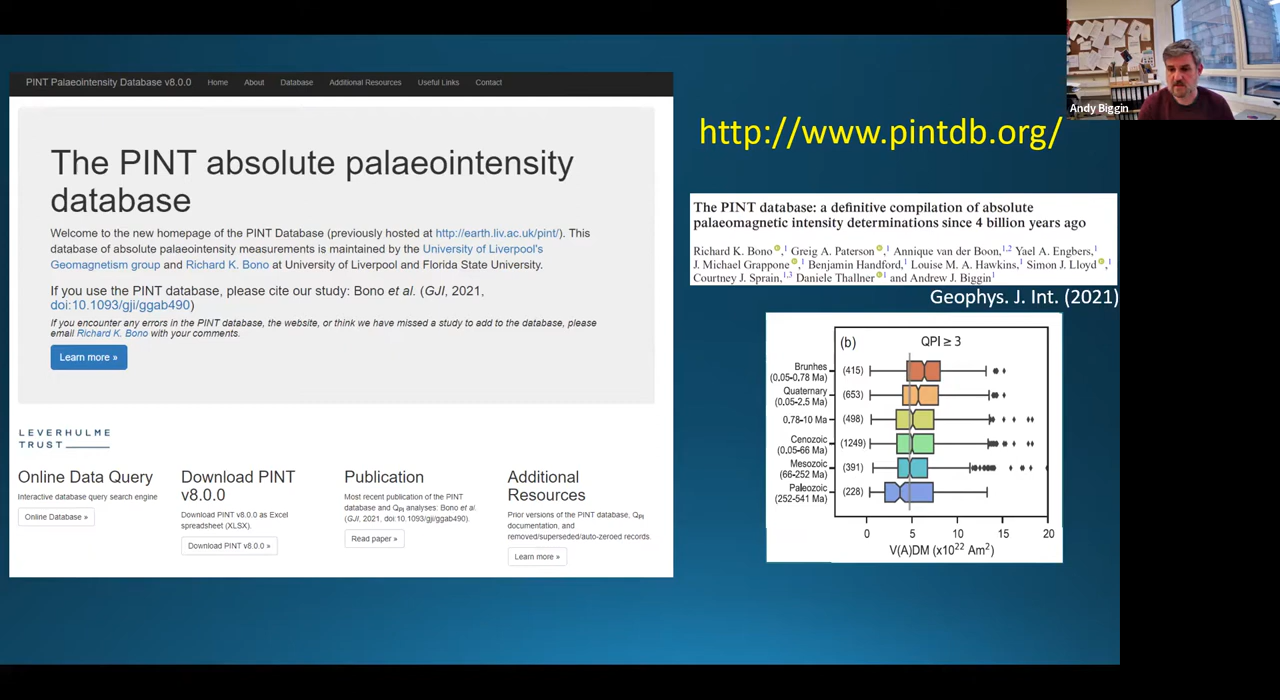 PINT Palaeointensity Database v8.0.0 Home About Database Additional Resources Useful Links Contact
The PINT absolute palaeointensity
database
Welcome to the new homepage of the PINT Database (previously hosted at http://earth.liv.ac.uk/pint/). This
database of absolute palaeointensity measurements is maintained by the University of Liverpool's
Geomagnetism group and Richard K. Bono at University of Liverpool and Florida State University.
If you use the PINT database, please cite our study: Bono et al. (GJI, 2021,
doi:10.1093/gji/ggab490)
If you encounter any errors in the PINT database, the website, or think we have missed a study to add to the database, please
email Richard K. Bono with your comments.
Learn more »
LEVERHULME
TRUST
Online Data Query
Interactive database query search engine
Online Database »
Download PINT
v8.0.0
Download PINT v8.0.0 as Excel
spreadsheet (XLSX).
Download PINT v8.0.0 »
Publication
Most recent publication of the PINT
database and QPI analyses: Bono et al.
(GJI, 2021, doi:10.1093/gji/ggab490).
Read paper »
Additional
Resources
Prior versions of the PINT database, QPI
documentation, and
removed/superseded/auto-zeroed records
Learn more »
Andy Biggin
http://www.pintdb.org/
The PINT database: a definitive compilation of absolute
palaeomagnetic intensity determinations since 4 billion years ago
Richard K. Bono,1 Greig A. Paterson,1 Annique van der Boon,1,2 Yael A. Engbers,1
J. Michael Grappone,1 Benjamin Handford,1 Louise M. A. Hawkins,1 Simon J. Lloyd,1
Courtney J. Sprain,1,3 Daniele Thallner1 and Andrew J. Biggin1
Geophys. J. Int. (2021)
(b) QPI ≥ 3
Brunhes
(0.05-0.78 Ma) (415)
Quaternary
(0.05-2.5 Ma) (653)
0.78-10 Ma (498)
Cenozoic
(0.05-66 Ma) (1249)
Mesozoic
(66-252 Ma) (391)
Paleozoic
(252-541 Ma) (228)
0 5 10 15 20
V(A)DM (x10²² Am²)